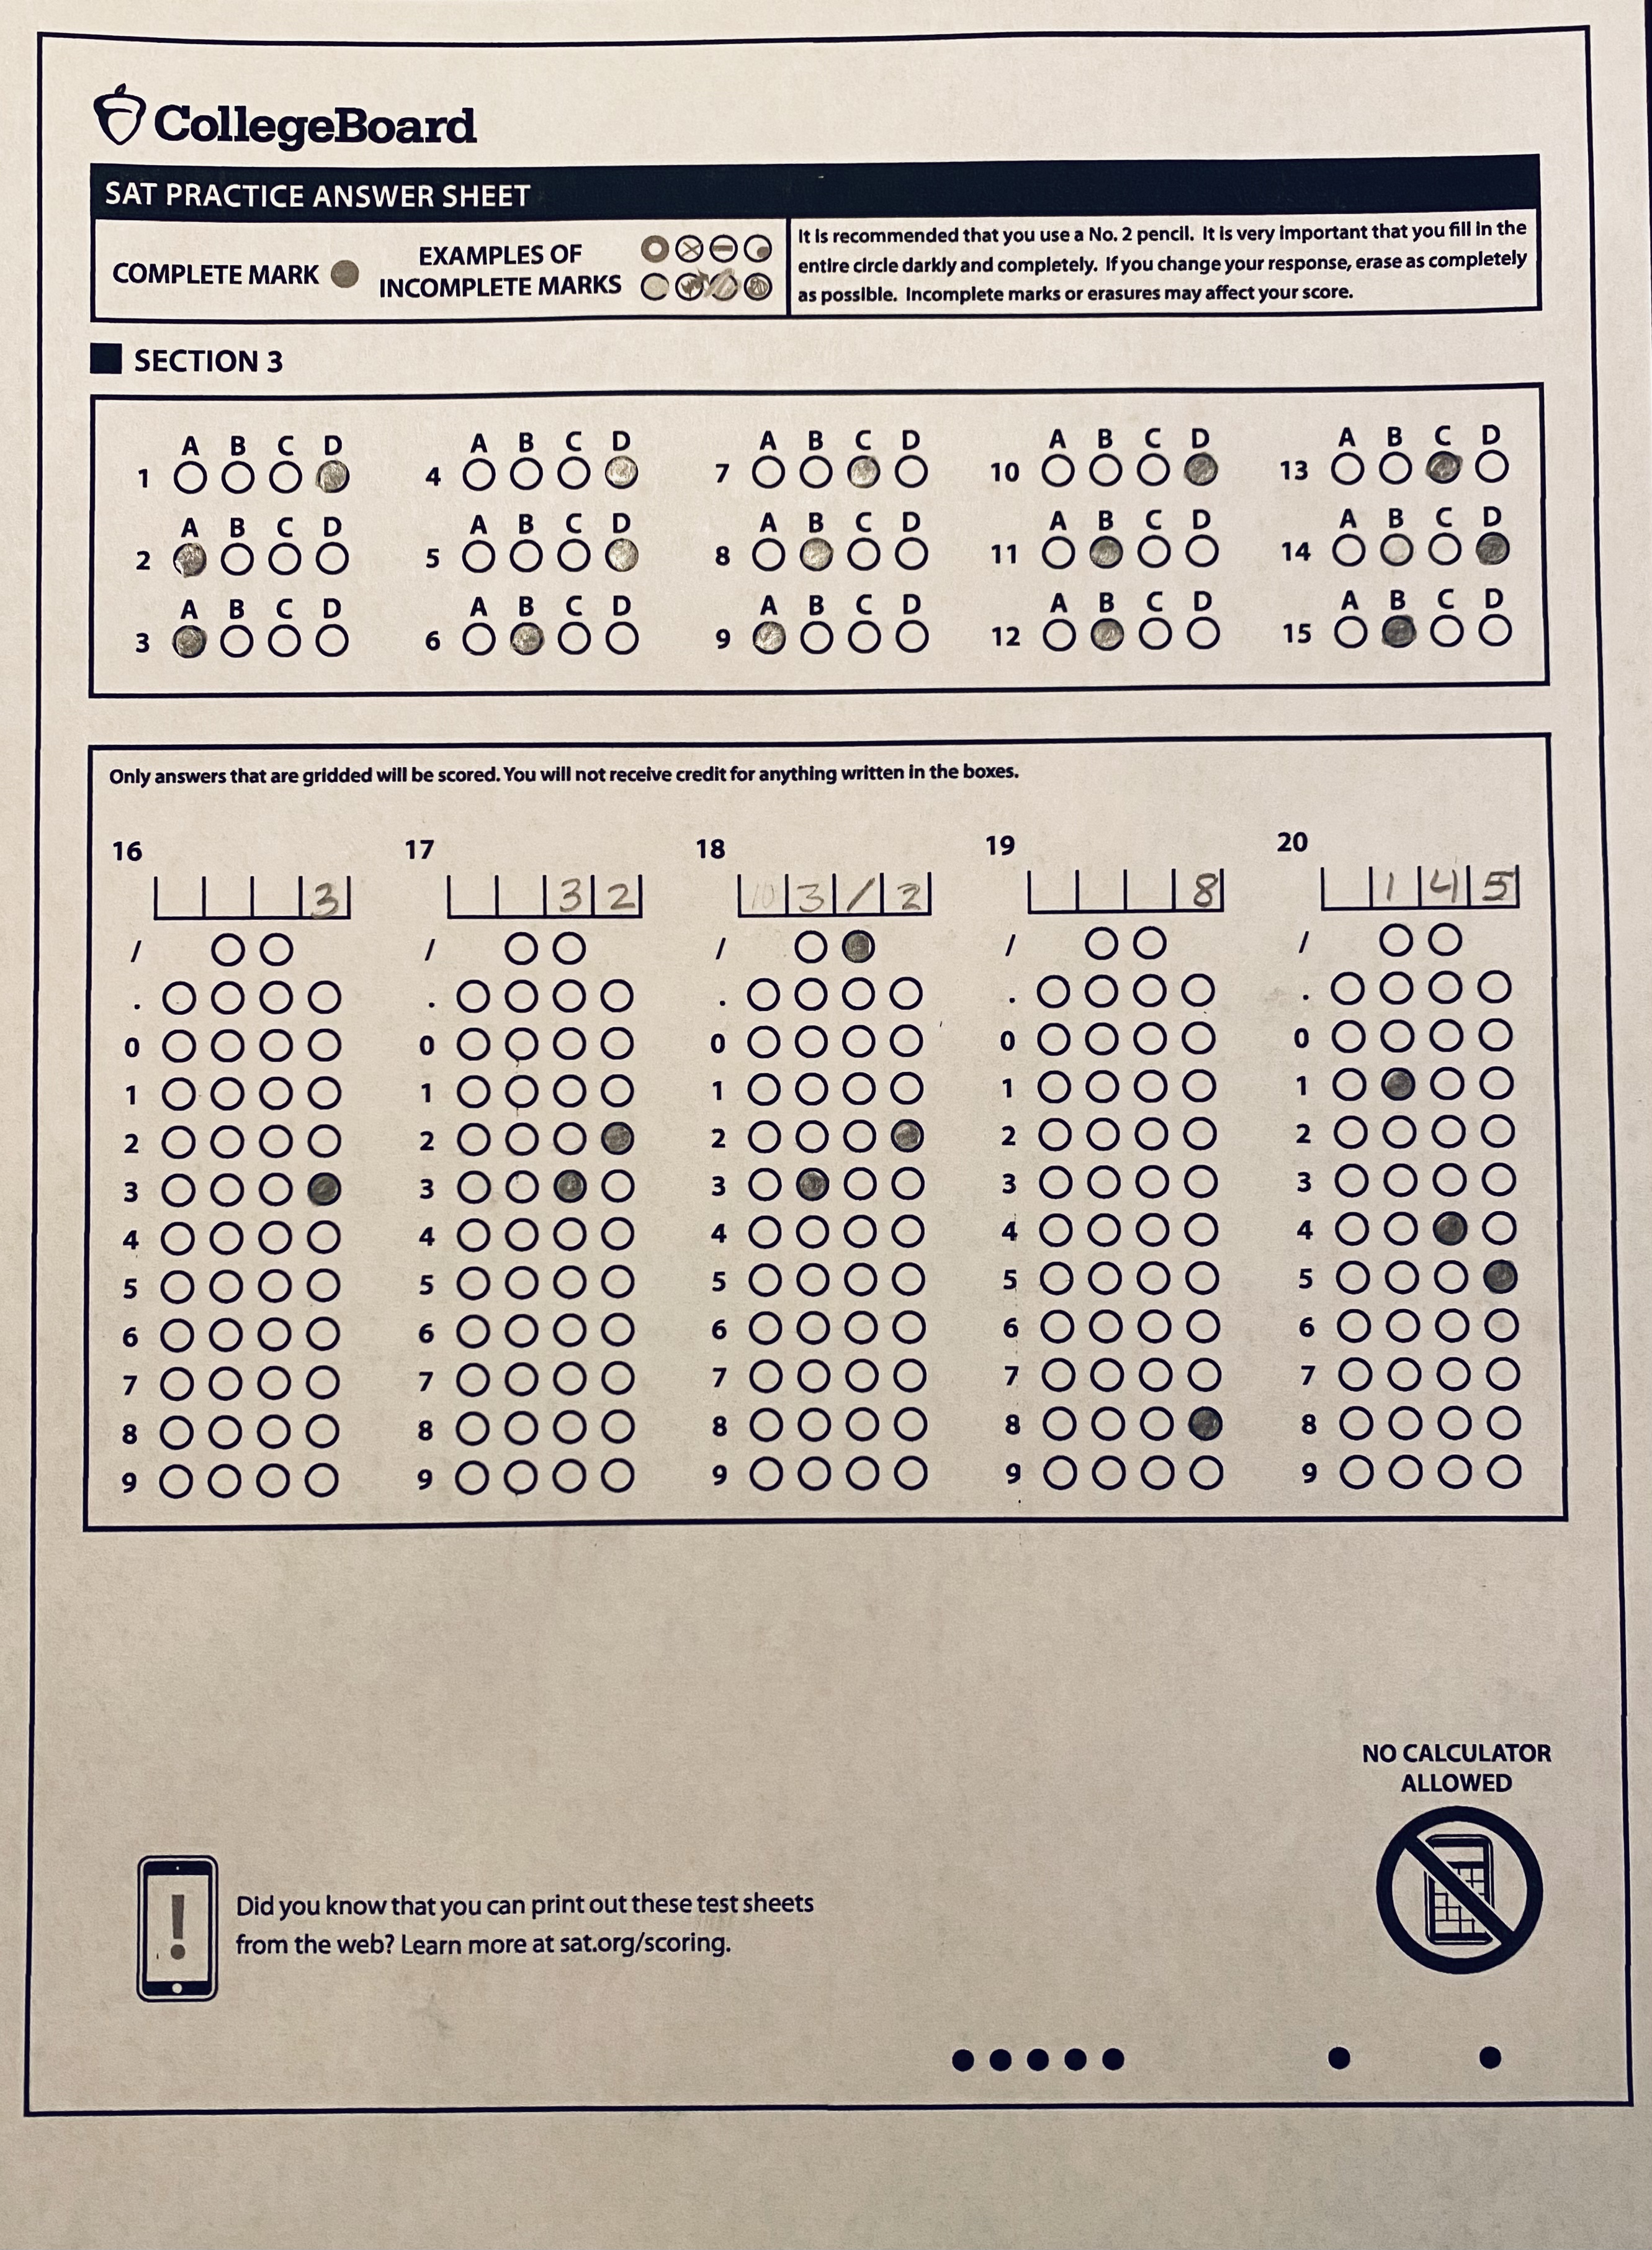 CollegeBoard
SAT PRACTICE ANSWER SHEET
COMPLETE MARK
EXAMPLES OF
INCOMPLETE MARKS
It is recommended that you use a No. 2 pencil. It is very important that you fill in the
entire circle darkly and completely. If you change your response, erase as completely
as possible. Incomplete marks or erasures may affect your score.
SECTION 3
A B C D A B C D A B C D A B C D A B C D
1 4 7 10 13
A B C D A B C D A B C D A B C D A B C D
2 5 8 11 14
A B C D A B C D A B C D A B C D A B C D
3 6 9 12 15
Only answers that are gridded will be scored. You will not receive credit for anything written in the boxes.
16 17 18 19 20
3 3 2 3 / 2 8 1 4 5
/ / / / /
. . . . .
0 0 0 0 0
1 1 1 1 1
2 2 2 2 2
3 3 3 3 3
4 4 4 4 4
5 5 5 5 5
6 6 6 6 6
7 7 7 7 7
8 8 8 8 8
9 9 9 9 9
NO CALCULATOR
ALLOWED
!
Did you know that you can print out these test sheets
from the web? Learn more at sat.org/scoring.